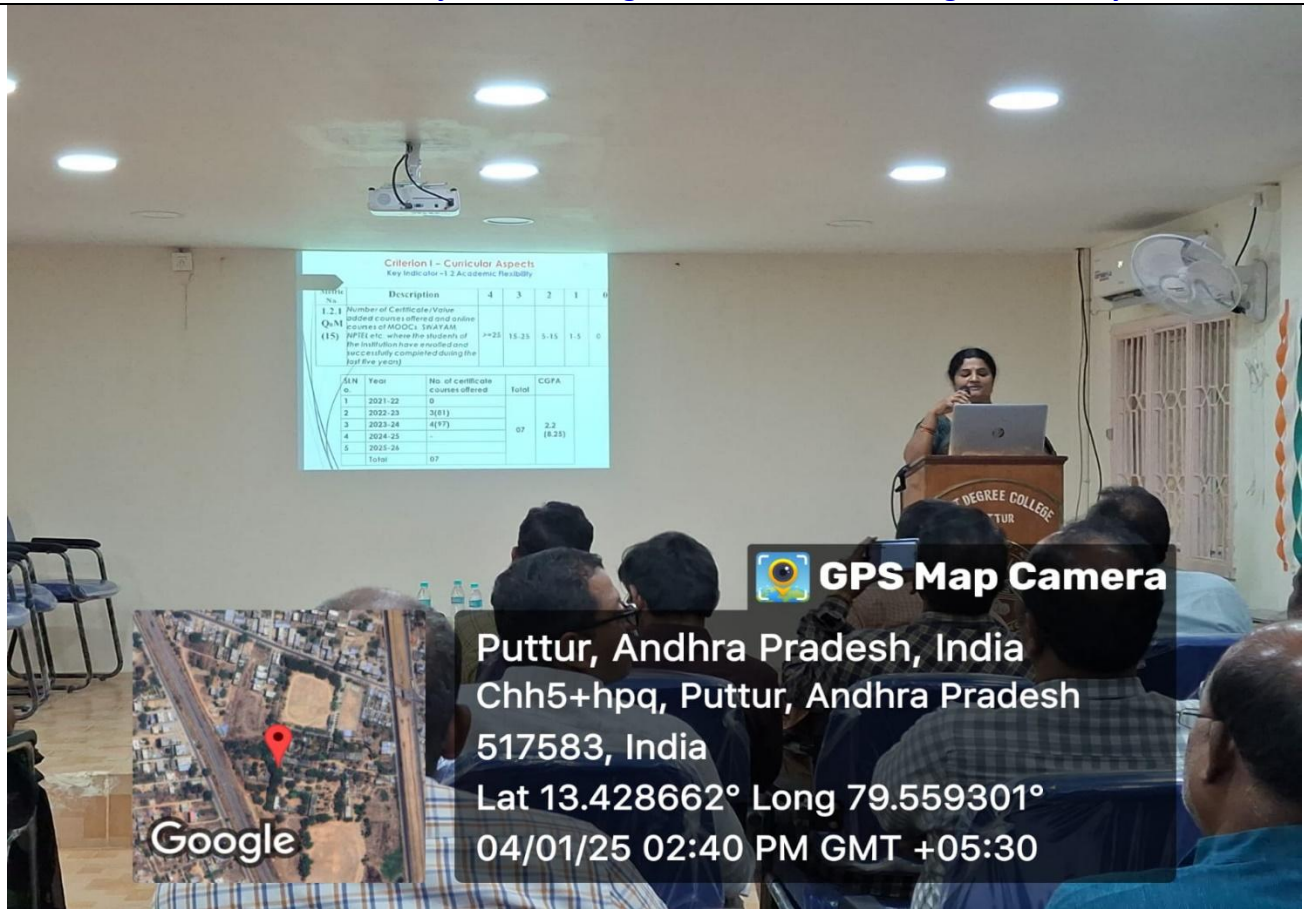 Criterion I – Curricular Aspects
Key Indicator –1.2 Academic Flexibility
Description 4 3 2 1 0
1.2.1 Number of Certificate/Value
QnM added courses offered and online
(15) courses of MOOCs, SWAYAM,
NPTEL etc. where the students of >=25 15-25 5-15 1-5 0
the Institution have enrolled and
successfully completed during the
last five years)
Sl.N Year No. of certificate Total CGPA
o. courses offered
1 2021-22 0
2 2022-23 3(81)
3 2023-24 4(97) 07 2.2
4 2024-25 - (8.25)
5 2025-26
Total 07
DEGREE COLLEGE
GPS Map Camera
Puttur, Andhra Pradesh, India
Chh5+hpq, Puttur, Andhra Pradesh
517583, India
Lat 13.428662° Long 79.559301°
04/01/25 02:40 PM GMT +05:30
Google